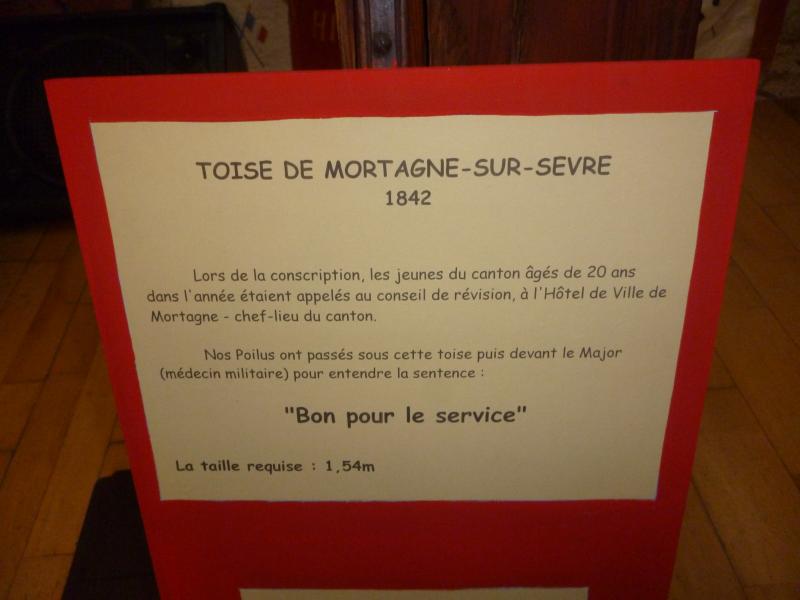 TOISE DE MORTAGNE-SUR-SEVRE
1842
Lors de la conscription, les jeunes du canton âgés de 20 ans
dans l'année étaient appelés au conseil de révision, à l'Hôtel de Ville de
Mortagne - chef-lieu du canton.
Nos Poilus ont passés sous cette toise puis devant le Major
(médecin militaire) pour entendre la sentence :
"Bon pour le service"
La taille requise : 1,54m